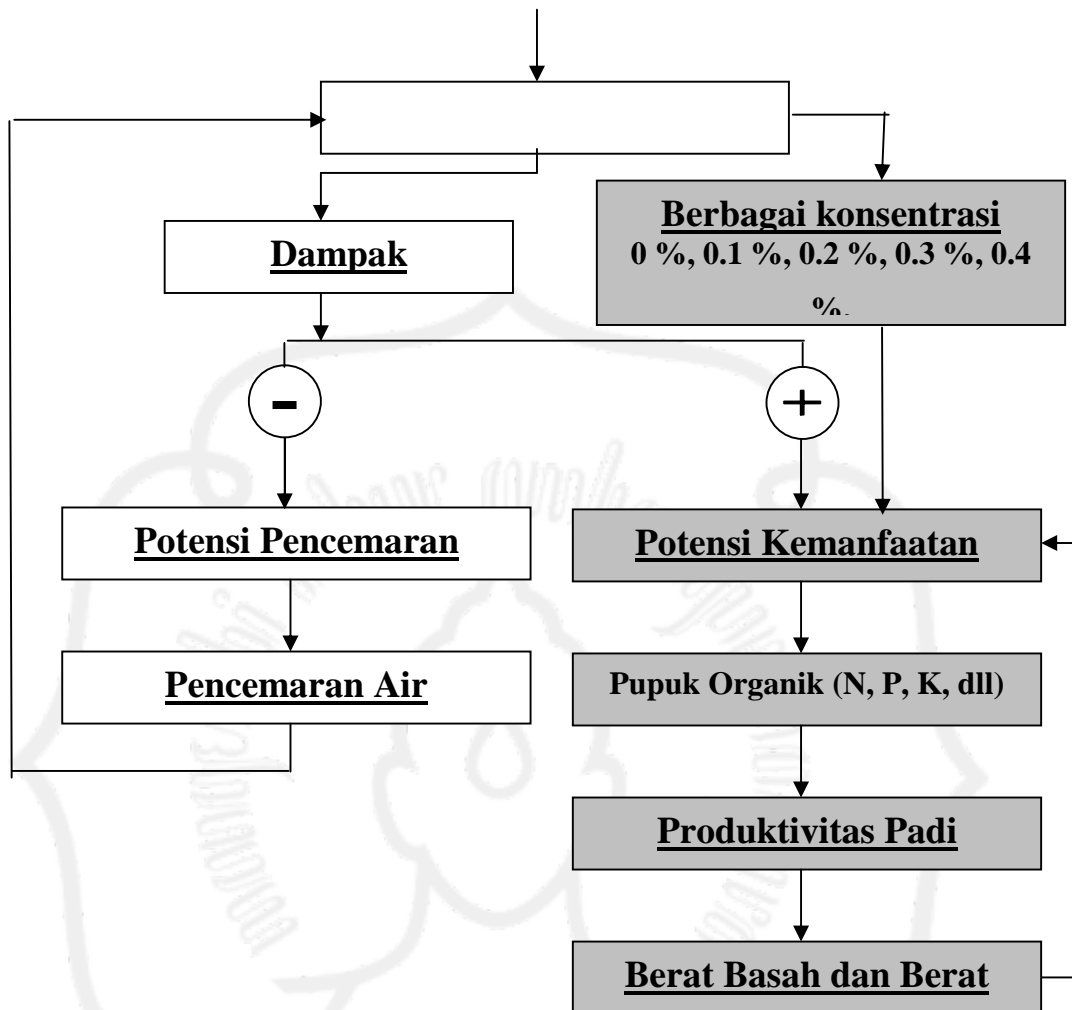 Berbagai konsentrasi
0 %, 0.1 %, 0.2 %, 0.3 %, 0.4
%.
Dampak
-
+
Potensi Pencemaran
Potensi Kemanfaatan
Pencemaran Air
Pupuk Organik (N, P, K, dll)
Produktivitas Padi
Berat Basah dan Berat